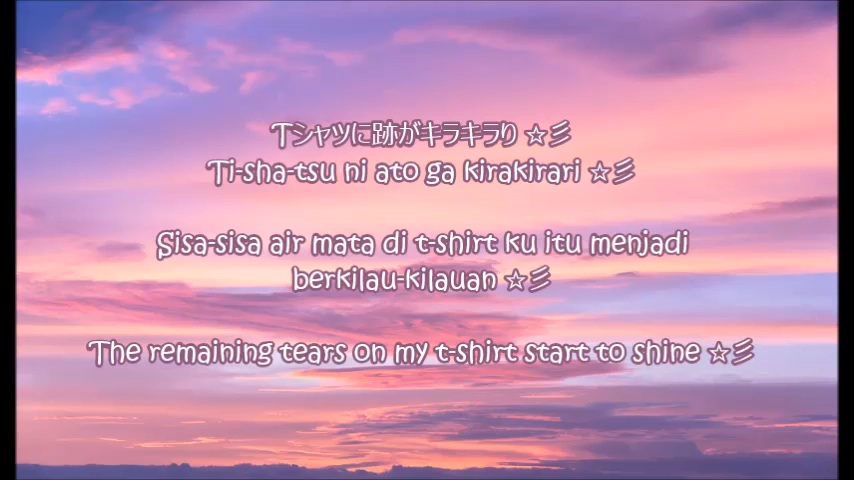 Tシャツに跡がキラキラり ☆彡
Ti-sha-tsu ni ato ga kirakirari ☆彡
Sisa-sisa air mata di t-shirt ku itu menjadi
berkilau-kilauan ☆彡
The remaining tears on my t-shirt start to shine ☆彡